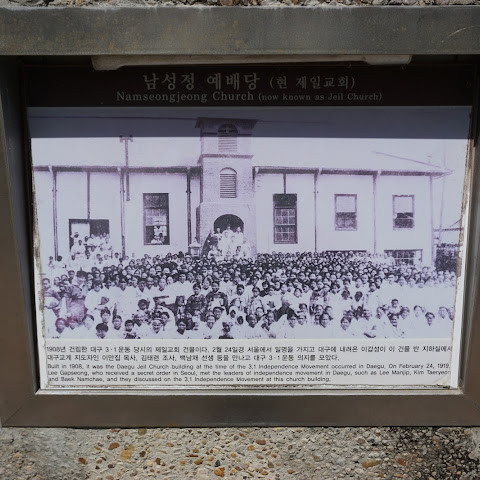 남성정 예배당 (현 제일교회)
Namseongjeong Church (now known as Jeil Church)
1908년 건립한 대구 3·1운동 당시의 제일교회 건물이다. 2월 24일경 서울에서 밀명을 가지고 대구에 내려온 이갑성이 이 건물 반 지하실에서
대구교계 지도자인 이만집 목사, 김태련 조사, 백남채 선생 등을 만나고 대구 3·1운동 의지를 모았다.
Built in 1908, it was the Daegu Jeil Church building at the time of the 3.1 Independence Movement occurred in Daegu. On February 24, 1919,
Lee Gapseong, who received a secret order in Seoul, met the leaders of independence movement in Daegu, such as Lee Manjip, Kim Taeryeon
and Baek Namchae, and they discussed on the 3.1 Independence Movement at this church building.